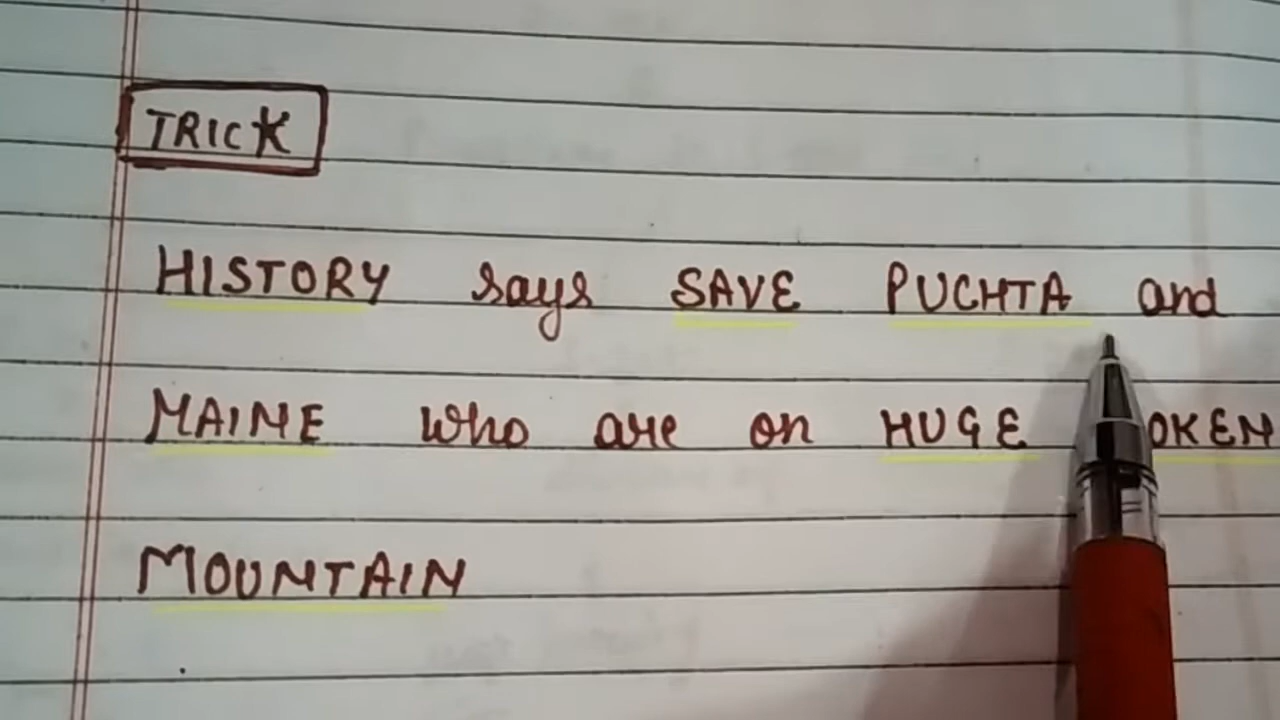 TRICK
HISTORY says SAVE PUCHTA and
MAINE who are on HUGE
MOUNTAIN